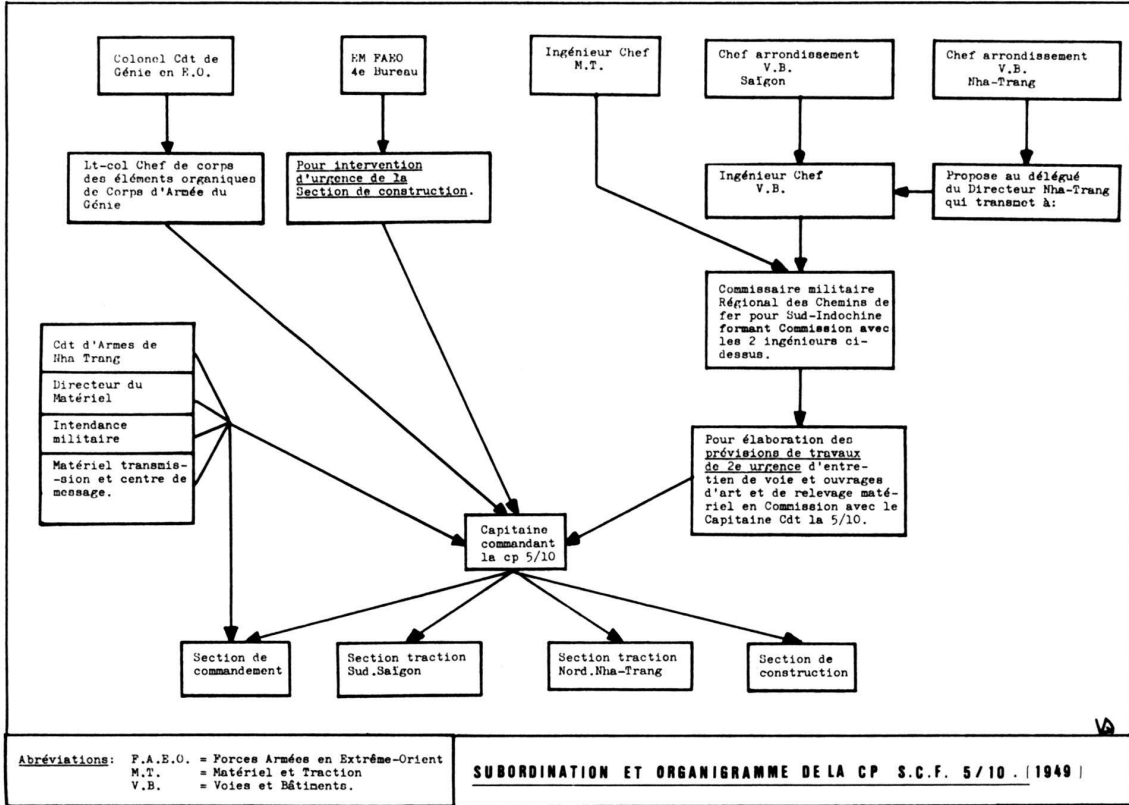 Colonel Cdt de
Génie en E.O.
EM FAEO
4e Bureau
Ingénieur Chef
M.T.
Chef arrondissement
V.B.
Saïgon
Chef arrondissement
V.B.
Nha-Trang
Lt-col Chef de corps
des éléments organiques
de Corps d'Armée du
Génie
Pour intervention
d'urgence de la
Section de construction.
Ingénieur Chef
V.B.
Propose au délégué
du Directeur Nha-Trang
qui transmet à:
Commissaire militaire
Régional des Chemins de
fer pour Sud-Indochine
formant Commission avec
les 2 ingénieurs ci-
dessus.
Cdt d'Armes de
Nha Trang
Directeur du
Matériel
Intendance
militaire
Matériel transmis-
-sion et centre de
message.
Pour élaboration des
prévisions de travaux
de 2e urgence d'entre-
tien de voie et ouvrages
d'art et de relevage maté-
riel en Commission avec le
Capitaine Cdt la 5/10.
Capitaine
commandant
la cp 5/10
Section de
commandement
Section traction
Sud.Saïgon
Section traction
Nord.Nha-Trang
Section de
construction
Abréviations: F.A.E.O. = Forces Armées en Extrême-Orient
M.T. = Matériel et Traction
V.B. = Voies et Bâtiments.
SUBORDINATION ET ORGANIGRAMME DE LA CP S.C.F. 5/10. (1949)